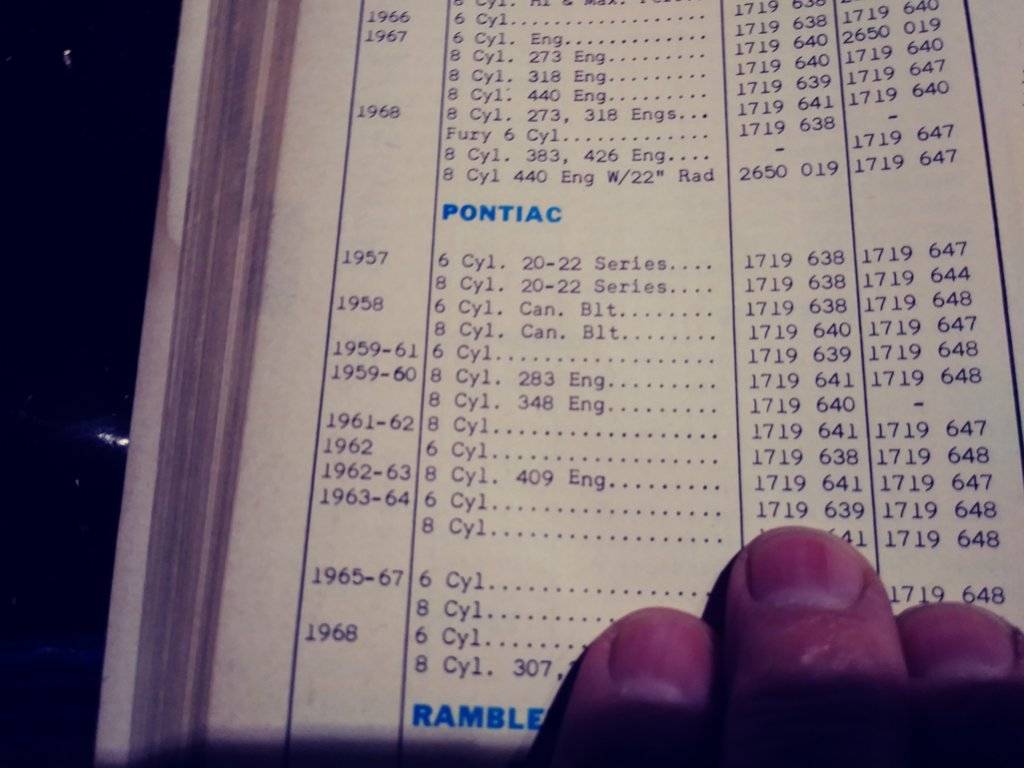 8 Cyl. Hi & Max.
1966 6 Cyl.............. 1719 638
1967 6 Cyl. Eng............. 1719 638 1719 640
8 Cyl. 273 Eng......... 1719 640 2650 019
8 Cyl. 318 Eng......... 1719 640 1719 640
8 Cyl. 440 Eng......... 1719 639 1719 647
1968 8 Cyl. 273, 318 Engs... 1719 641 1719 640
Fury 6 Cyl............. 1719 638 -
8 Cyl. 383, 426 Eng.... - 1719 647
8 Cyl 440 Eng W/22" Rad 2650 019 1719 647
PONTIAC
1957 6 Cyl. 20-22 Series.... 1719 638 1719 647
8 Cyl. 20-22 Series.... 1719 638 1719 644
1958 6 Cyl. Can. Blt........ 1719 638 1719 648
8 Cyl. Can. Blt........ 1719 640 1719 647
1959-61 6 Cyl.................. 1719 639 1719 648
1959-60 8 Cyl. 283 Eng......... 1719 641 1719 648
8 Cyl. 348 Eng......... 1719 640 -
1961-62 8 Cyl.................. 1719 641 1719 647
1962 6 Cyl.................. 1719 638 1719 648
1962-63 8 Cyl. 409 Eng......... 1719 641 1719 647
1963-64 6 Cyl.................. 1719 639 1719 648
8 Cyl.................. 41 1719 648
1965-67 6 Cyl.................. 1719 648
8 Cyl..........
1968 6 Cyl.........
8 Cyl. 307,
RAMBLE